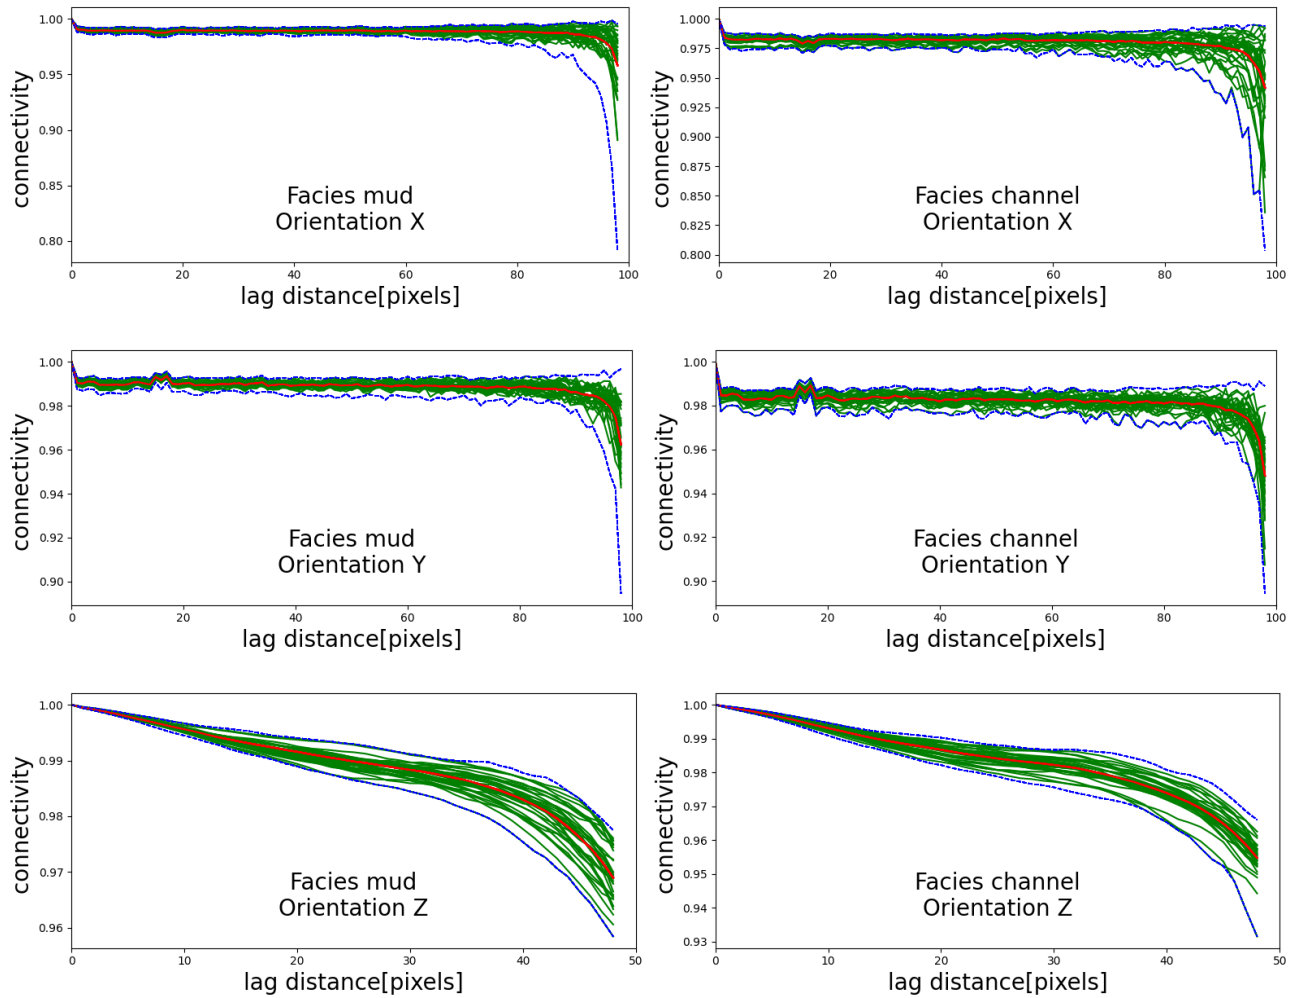 1.00
0.95
0.90
0.85
0.80
connectivity
Facies mud
Orientation X
0 20 40 60 80 100
lag distance[pixels]
1.000
0.975
0.950
0.925
0.900
0.875
0.850
0.825
0.800
connectivity
Facies channel
Orientation X
0 20 40 60 80 100
lag distance[pixels]
1.00
0.98
0.96
0.94
0.92
0.90
connectivity
Facies mud
Orientation Y
0 20 40 60 80 100
lag distance[pixels]
1.00
0.98
0.96
0.94
0.92
0.90
connectivity
Facies channel
Orientation Y
0 20 40 60 80 100
lag distance[pixels]
1.00
0.99
0.98
0.97
0.96
connectivity
Facies mud
Orientation Z
0 10 20 30 40 50
lag distance[pixels]
1.00
0.99
0.98
0.97
0.96
0.95
0.94
0.93
connectivity
Facies channel
Orientation Z
0 10 20 30 40 50
lag distance[pixels]